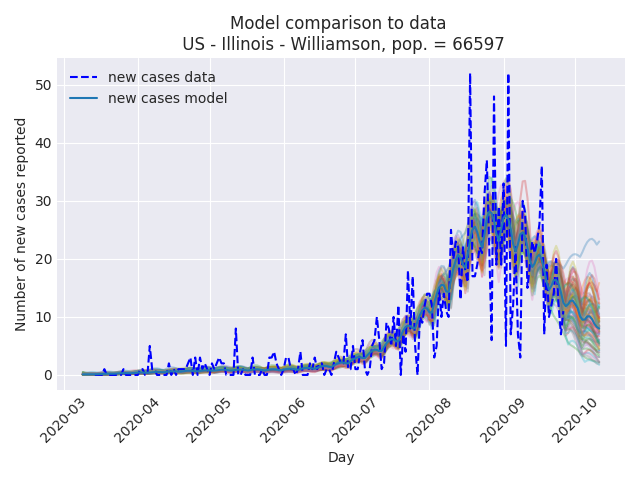 Model comparison to data
US - Illinois - Williamson, pop. = 66597
new cases data
new cases model
Number of new cases reported
50
40
30
20
10
0
2020-03
2020-04
2020-05
2020-06
2020-07
2020-08
2020-09
2020-10
Day